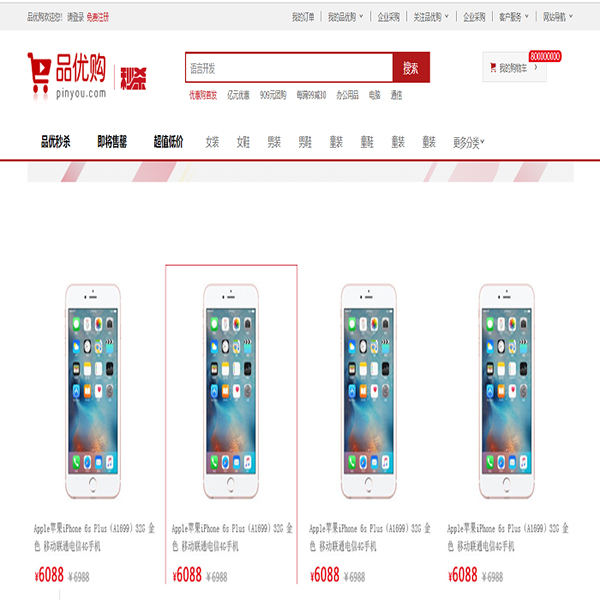 品优购欢迎您! 请登录 免费注册
我的订单 我的品优购 企业采购 关注品优购 企业采购 客户服务 网站导航
品优购
pinyou.com
秒杀
语言开发
搜索
我的购物车
800000000
优惠购首发 亿元优惠 9.9元团购 每满99减30 办公用品 电脑 通信
品优秒杀 即将售罄 超值低价 女装 女鞋 男装 男鞋 童装 童鞋 童装 童装 更多分类
Apple苹果iPhone 6s Plus (A1699) 32G 金
色 移动联通电信4G手机
¥6088 ¥6988
Apple苹果iPhone 6s Plus (A1699) 32G 金
色 移动联通电信4G手机
¥6088 ¥6988
Apple苹果iPhone 6s Plus (A1699) 32G 金
色 移动联通电信4G手机
¥6088 ¥6988
Apple苹果iPhone 6s Plus (A1699) 32G 金
色 移动联通电信4G手机
¥6088 ¥6988